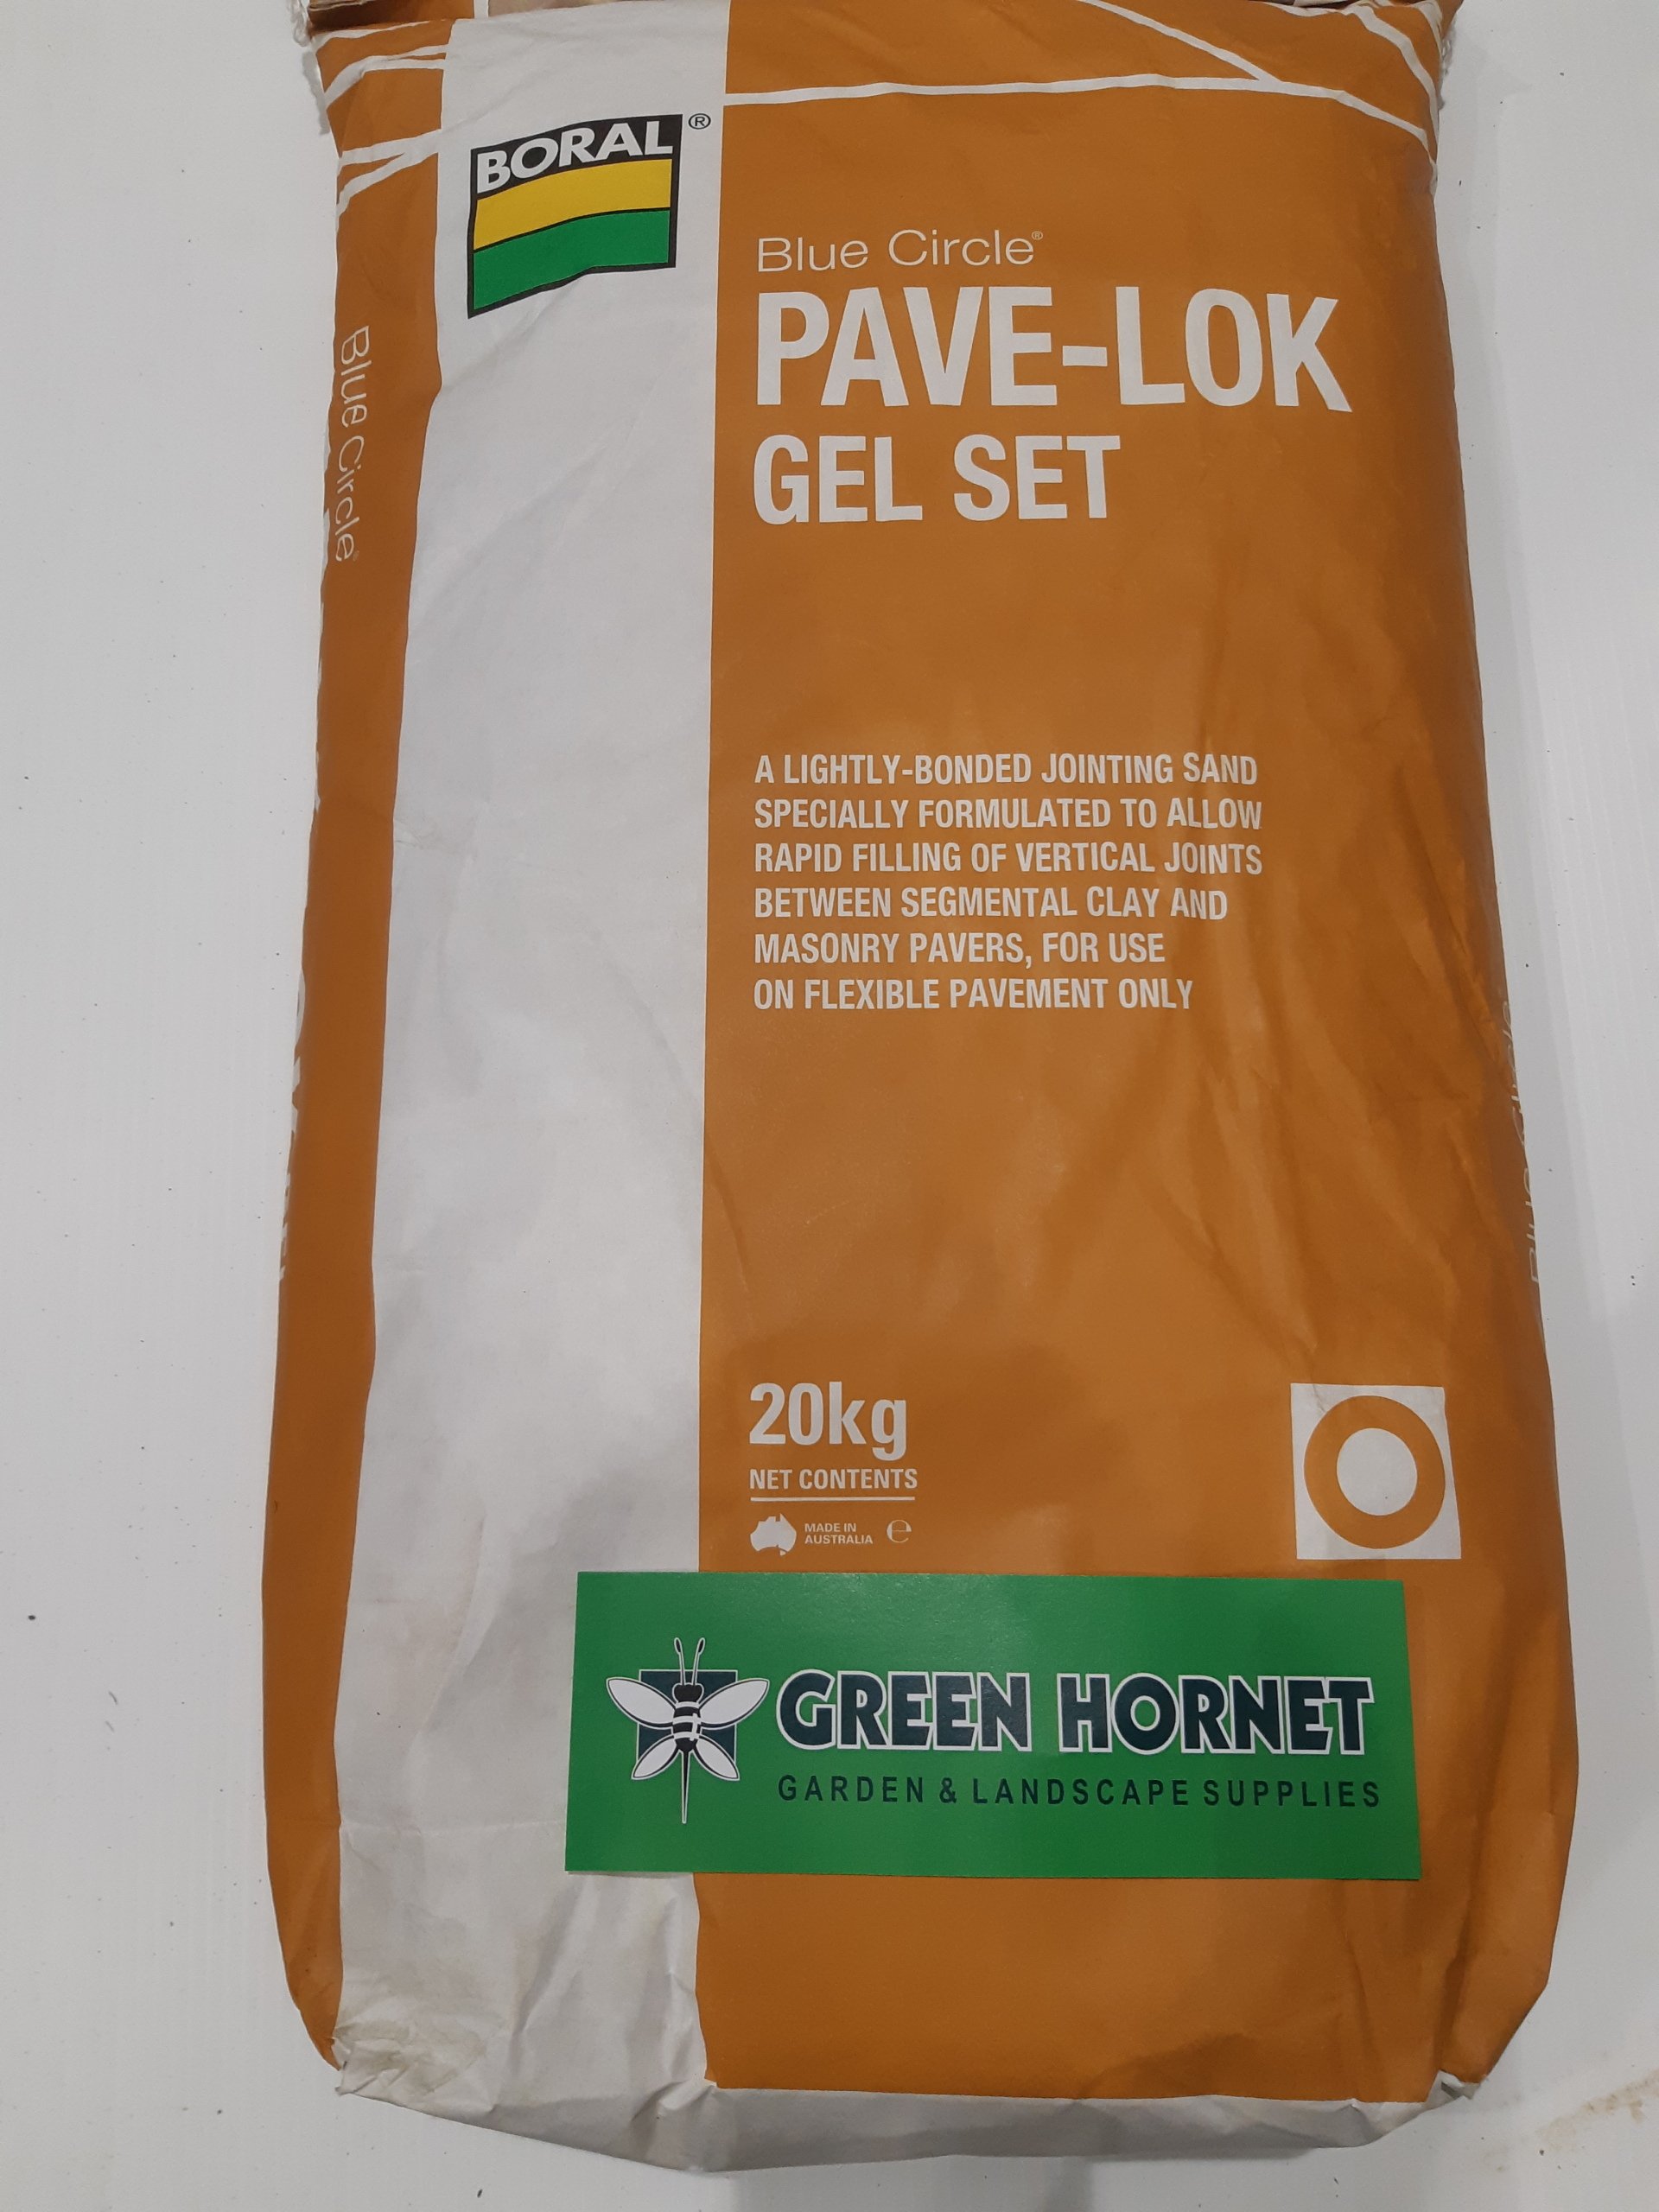 BORAL®
Blue Circle®
PAVE-LOK
GEL SET
Blue Circle
A LIGHTLY-BONDED JOINTING SAND
SPECIALLY FORMULATED TO ALLOW
RAPID FILLING OF VERTICAL JOINTS
BETWEEN SEGMENTAL CLAY AND
MASONRY PAVERS, FOR USE
ON FLEXIBLE PAVEMENT ONLY
Blue Circle
20kg
NET CONTENTS
MADE IN
AUSTRALIA
e
GREEN HORNET
GARDEN & LANDSCAPE SUPPLIES